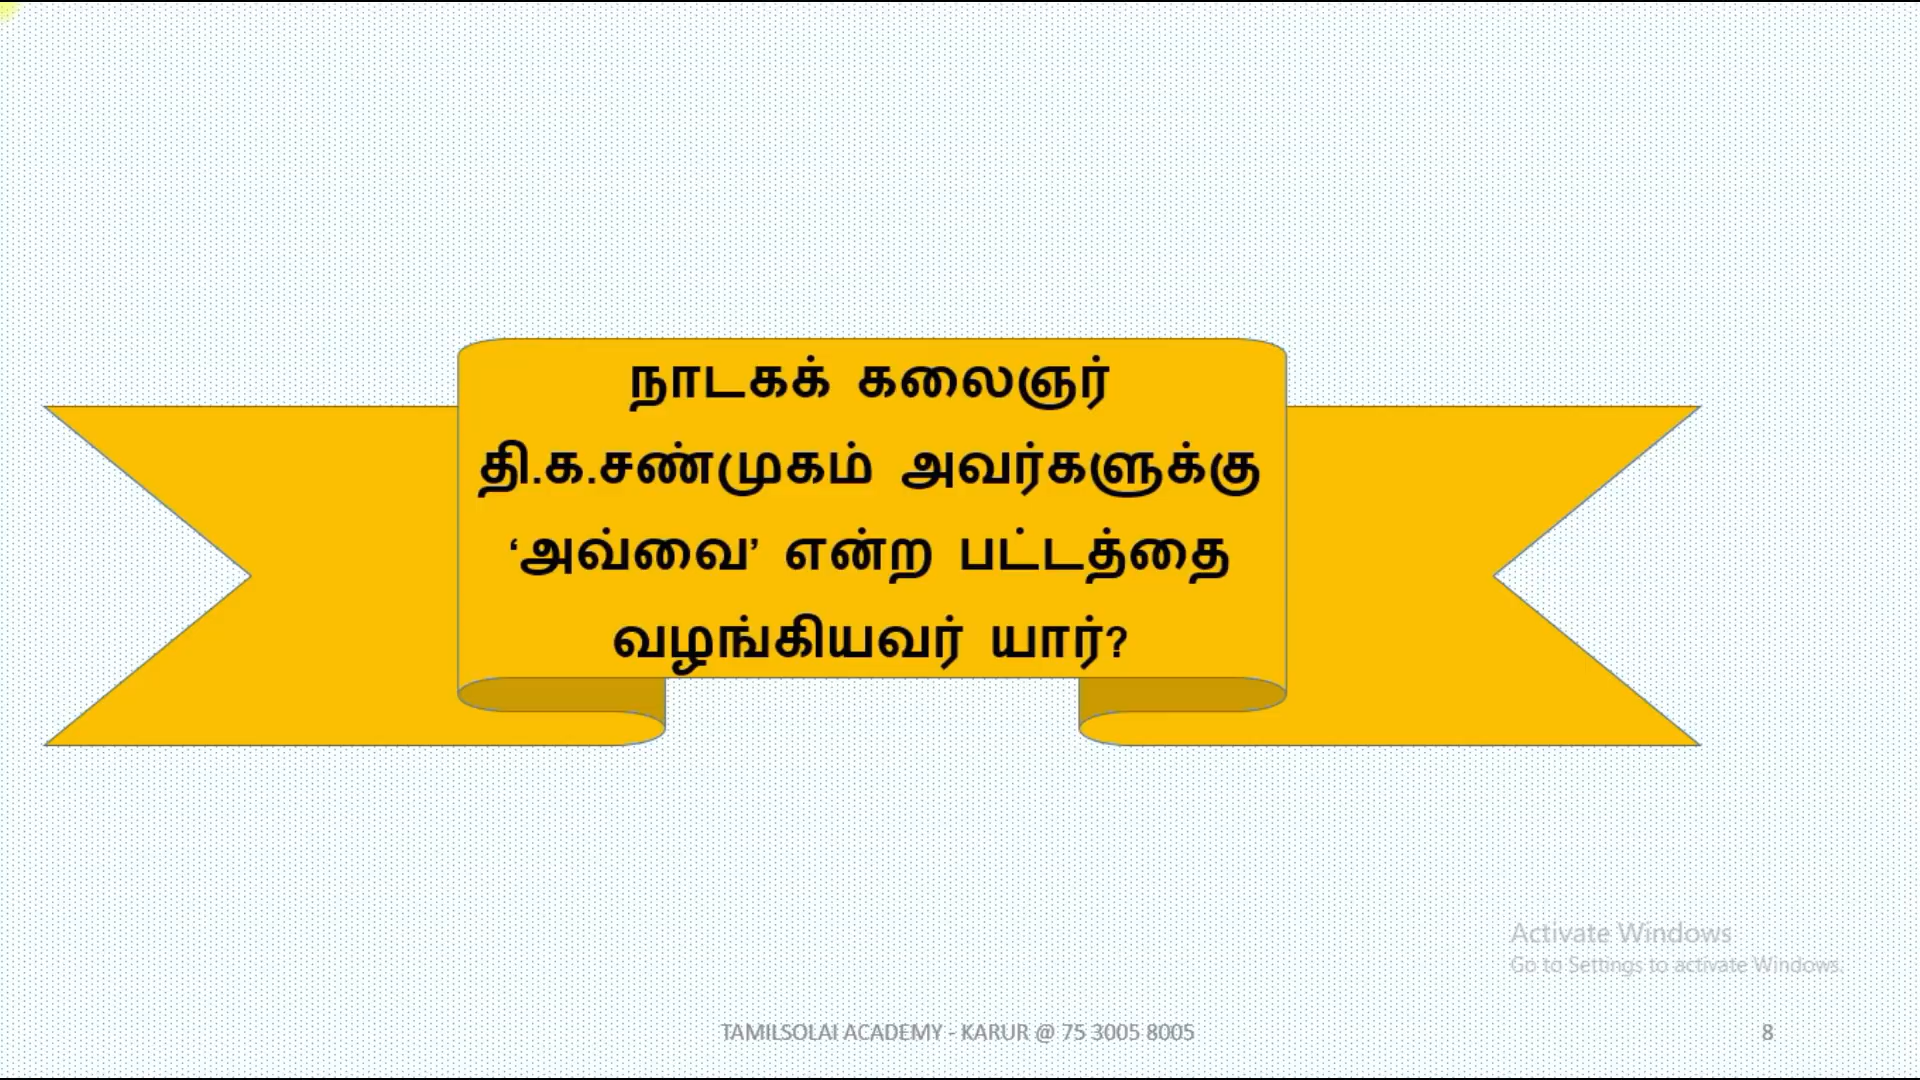 நாடகக் கலைஞர்
தி.க.சண்முகம் அவர்களுக்கு
‘அவ்வை’ என்ற பட்டத்தை
வழங்கியவர் யார்?
Activate Windows
Go to Settings to activate Windows.
TAMILSOLAI ACADEMY - KARUR @ 75 3005 8005
8